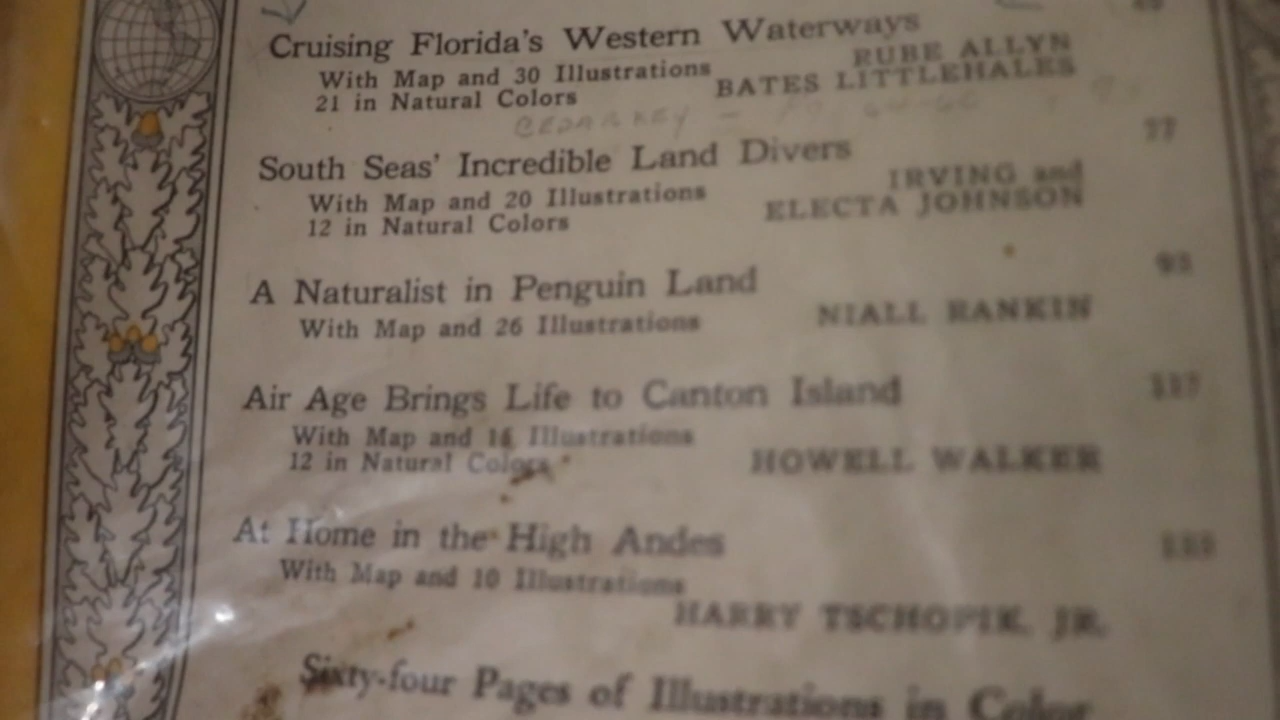 Cruising Florida's Western Waterways
With Map and 30 Illustrations
21 in Natural Colors
RUBE ALLYN
BATES LITTLEHALES
CEDAR KEY –
77
South Seas' Incredible Land Divers
With Map and 20 Illustrations
12 in Natural Colors
IRVING and
ELECTA JOHNSON
93
A Naturalist in Penguin Land
With Map and 26 Illustrations
NIALL RANKIN
117
Air Age Brings Life to Canton Island
With Map and Illustrations
12 in Natural Colors
HOWELL WALKER
At Home in the High Andes
With Map and 10 Illustrations
HARRY TSCHOPIK, JR.
Sixty-four Pages of Illustrations in Color